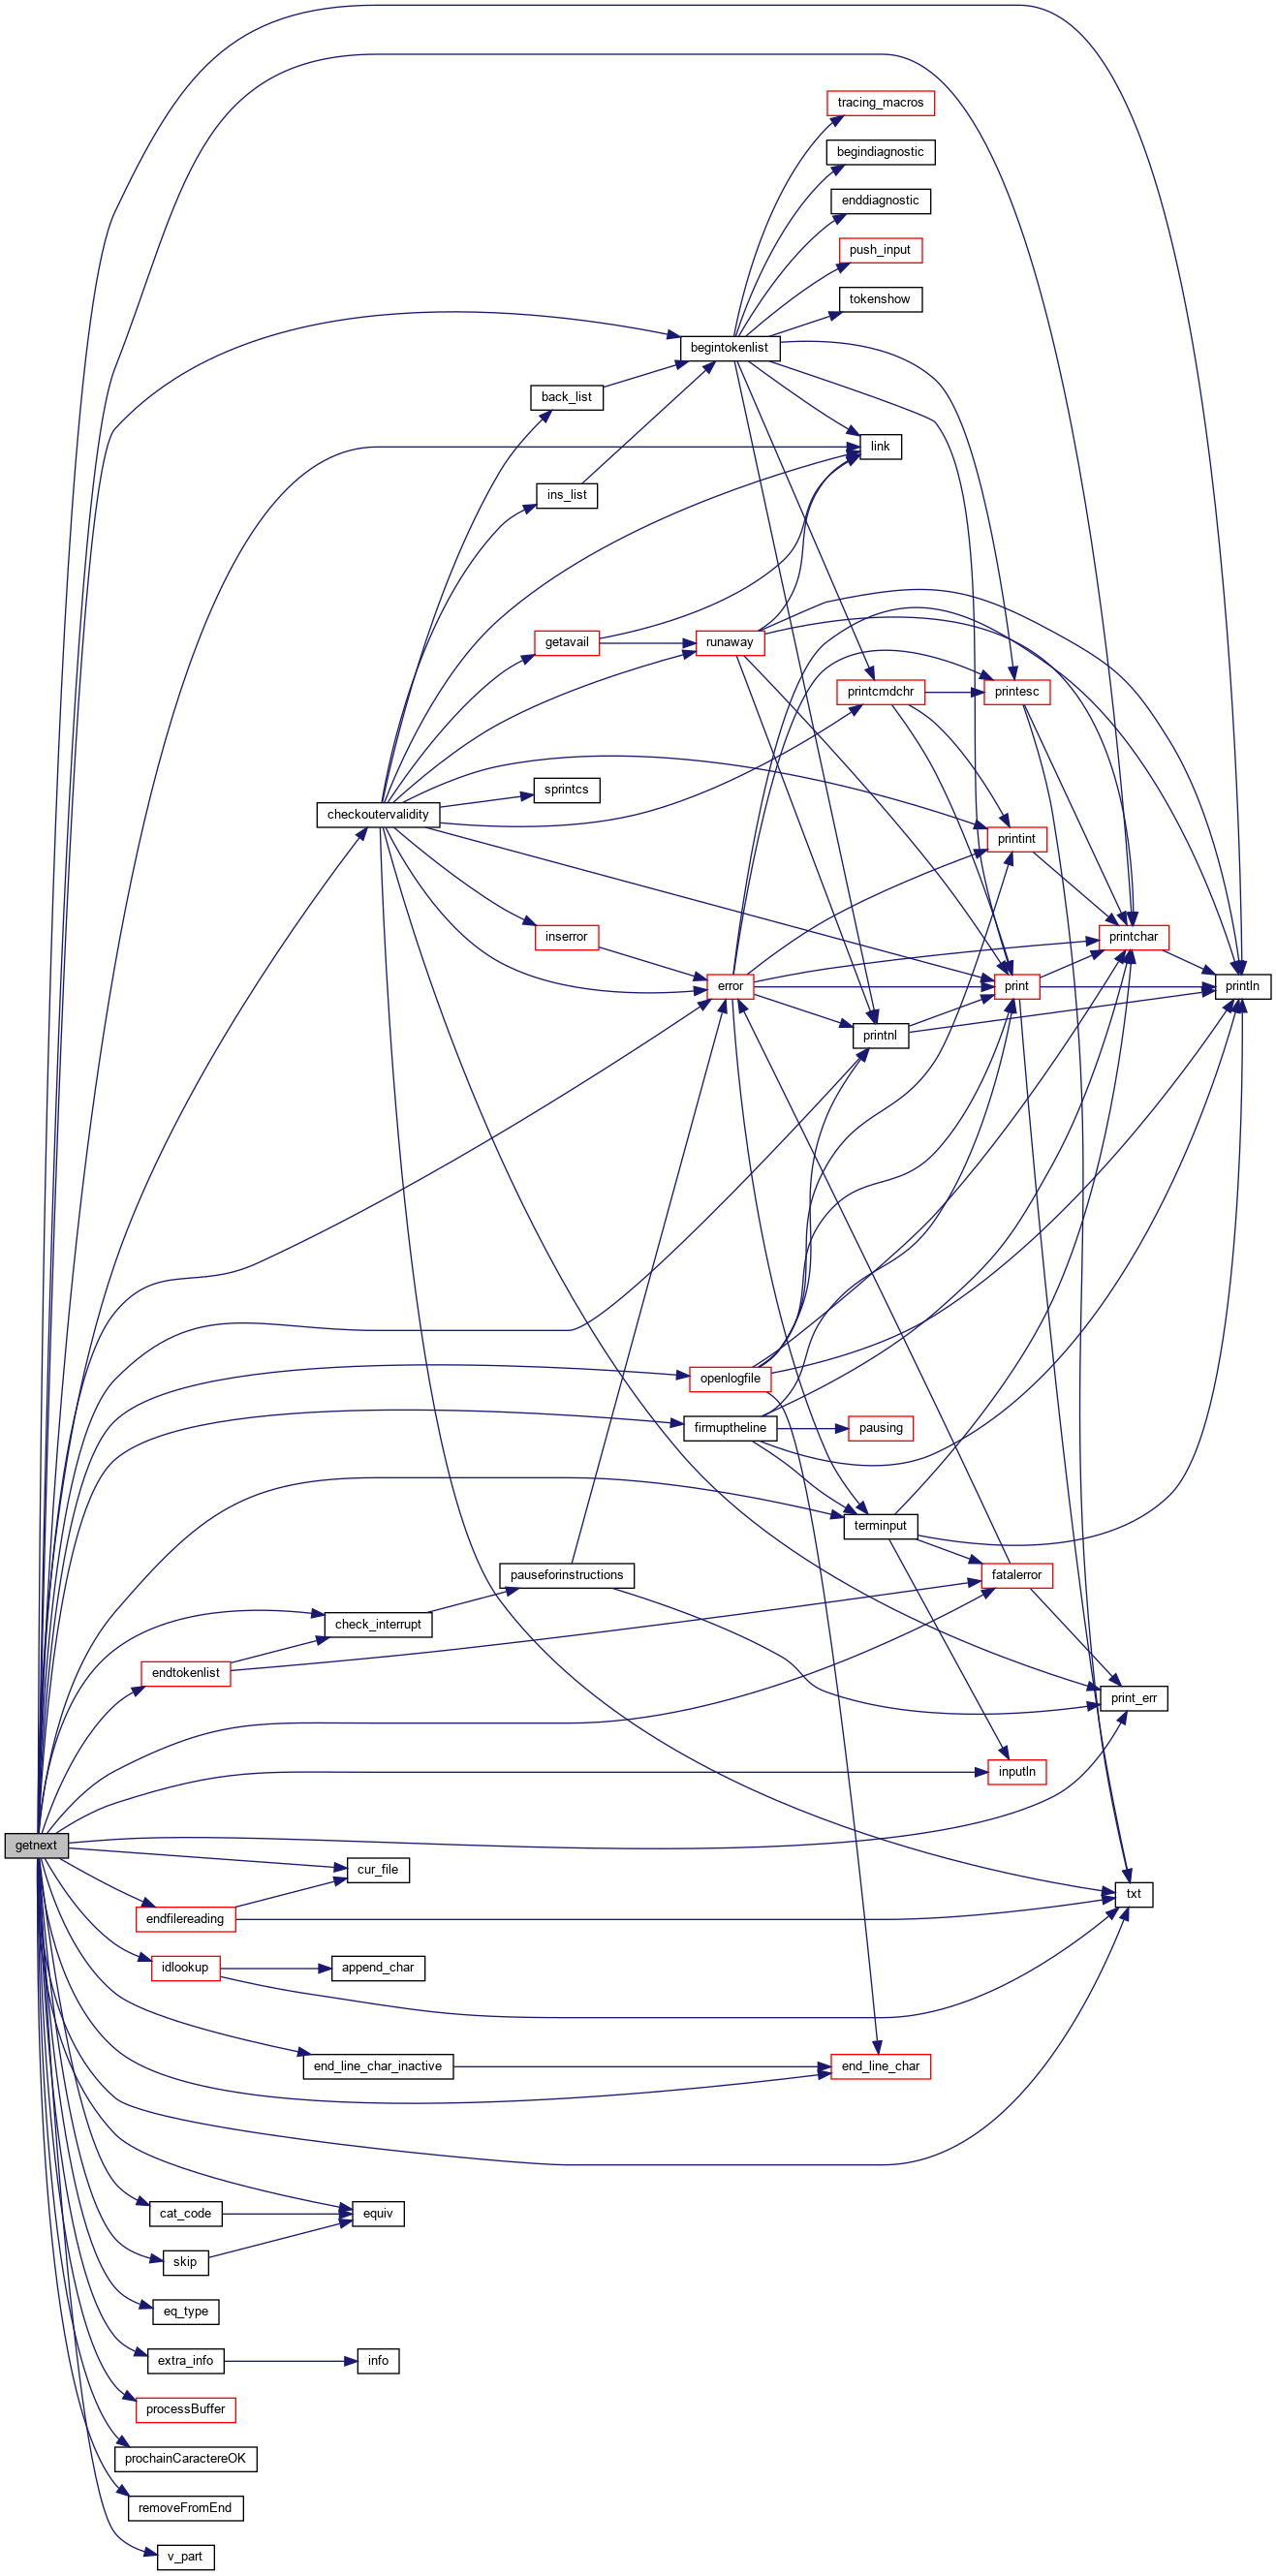 tracing_macros
begindiagnostic
enddiagnostic
push_input
tokenshow
begintokenlist
back_list
link
ins_list
getavail
runaway
printcmdchr
printesc
sprintcs
checkoutervalidity
printint
inserror
printchar
error
print
println
printnl
openlogfile
firmuptheline
pausing
terminput
pauseforinstructions
fatalerror
check_interrupt
endtokenlist
print_err
inputln
getnext
cur_file
endfilereading
txt
idlookup
append_char
end_line_char_inactive
end_line_char
cat_code
equiv
skip
eq_type
extra_info
info
processBuffer
prochainCaractereOK
removeFromEnd
v_part